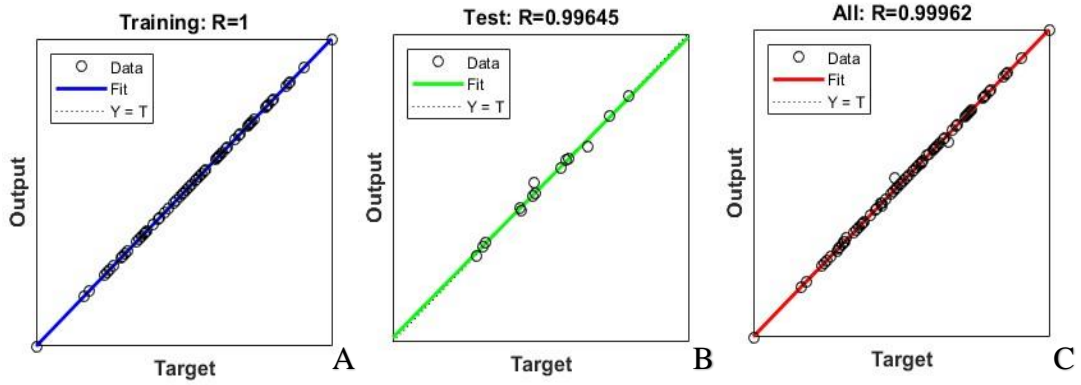 Training: R=1
Data
Fit
Y = T
Output
Target
A
Test: R=0.99645
Data
Fit
Y = T
Output
Target
B
All: R=0.99962
Data
Fit
Y = T
Output
Target
C